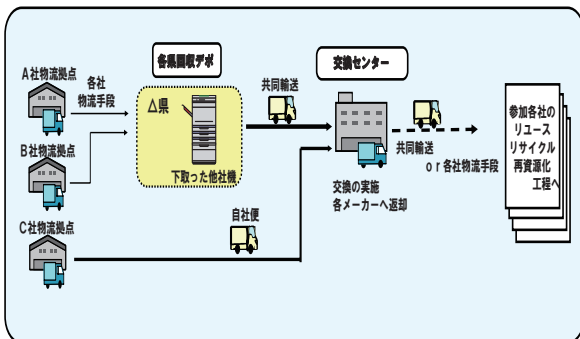 A社物流拠点
各社
物流手段
B社物流拠点
C社物流拠点
各県回収デポ
△県
下取った他社機
共同輸送
自社便
交換センター
交換の実施
各メーカーへ返却
共同輸送
or各社物流手段
参加各社の
リユース
リサイクル
再資源化
工程へ